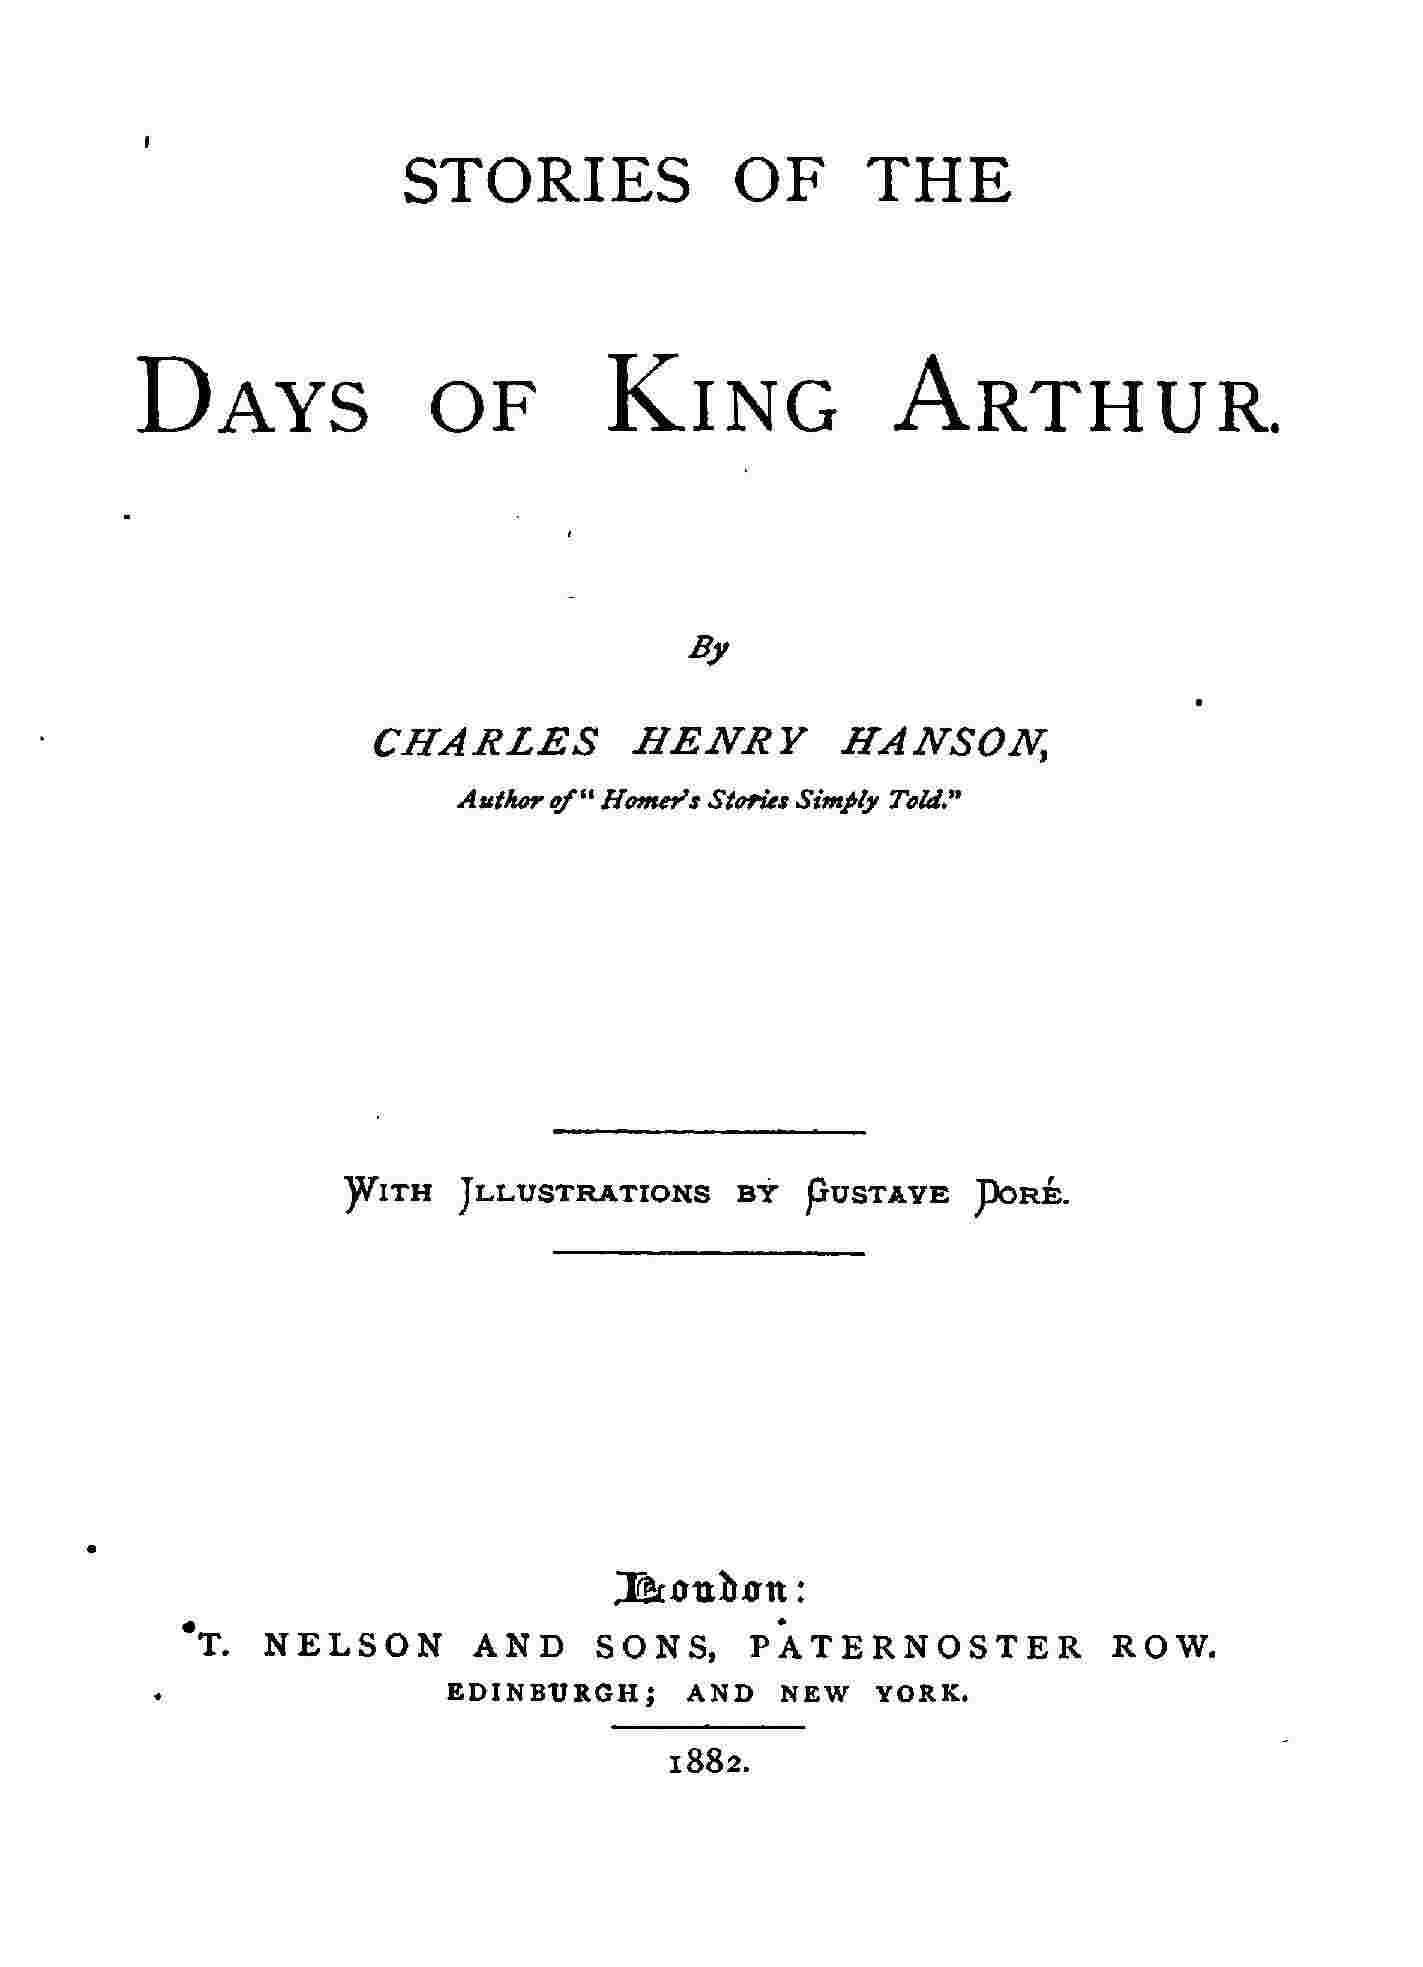 STORIES OF THE
DAYS OF KING ARTHUR.
By
CHARLES HENRY HANSON,
Author of "Homer's Stories Simply Told."
WITH ILLUSTRATIONS BY GUSTAVE DORÉ.
London:
T. NELSON AND SONS, PATERNOSTER ROW.
EDINBURGH; AND NEW YORK.
1882.